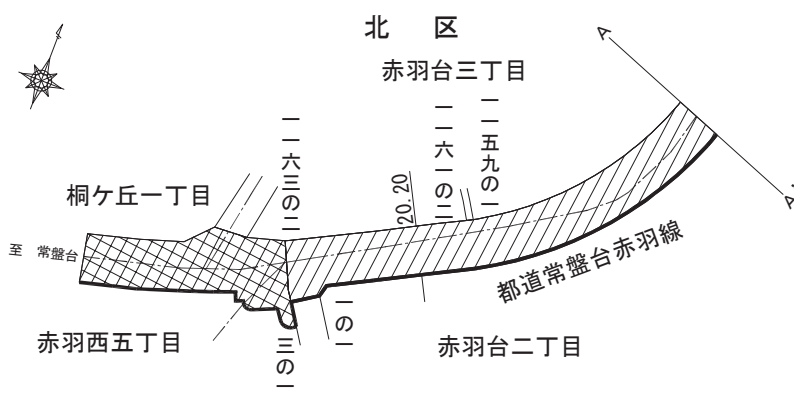 北区
赤羽台三丁目
A
一一五九の一
一一六一の二
一一六三の二
20.20
桐ケ丘一丁目
至 常盤台
A'
都道常盤台赤羽線
一の一
三の一
赤羽西五丁目
赤羽台二丁目